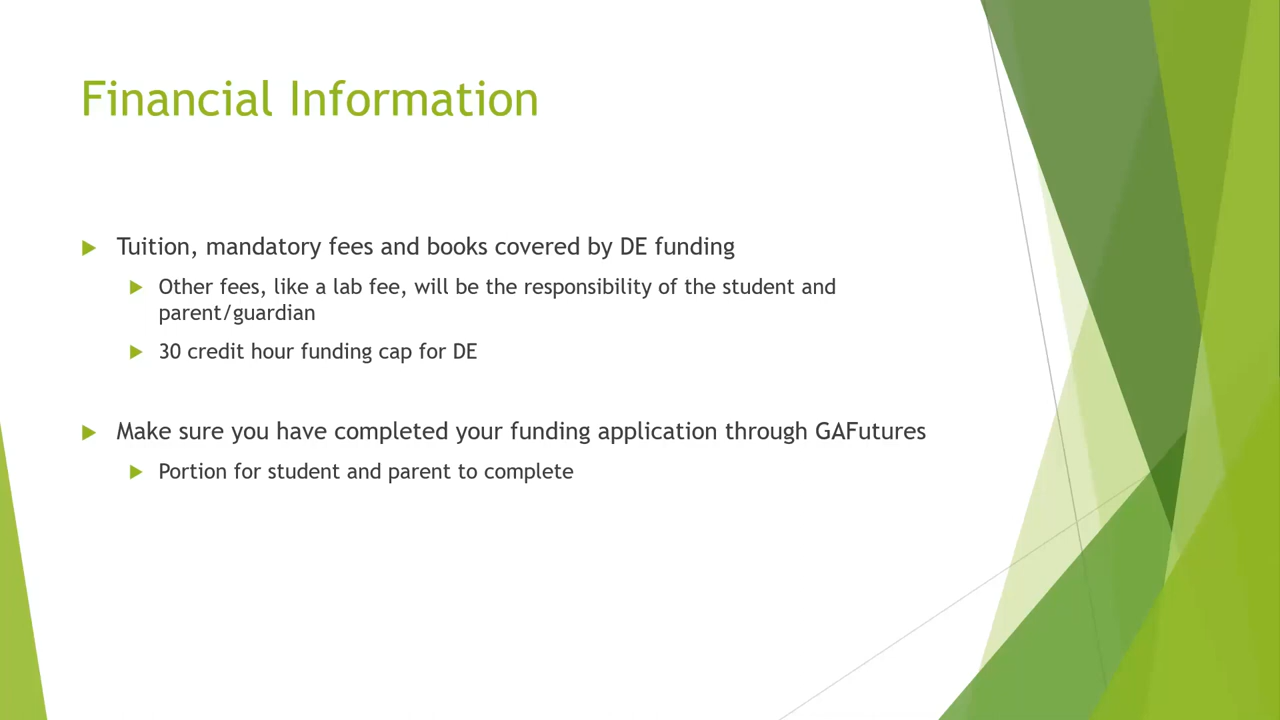 Financial Information
Tuition, mandatory fees and books covered by DE funding
Other fees, like a lab fee, will be the responsibility of the student and
parent/guardian
30 credit hour funding cap for DE
Make sure you have completed your funding application through GAFutures
Portion for student and parent to complete